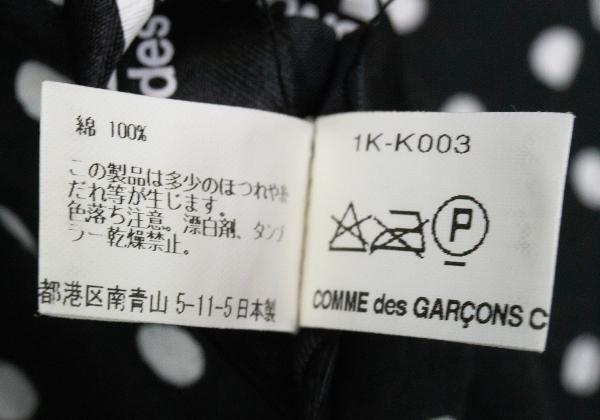 des
綿 100%
この製品は多少のほつれや糸
だれ等が生じます。
色落ち注意。漂白剤、タンブ
ラー乾燥禁止。
都港区南青山 5-11-5 日本製
1K-K003
P
COMME des GARÇONS C